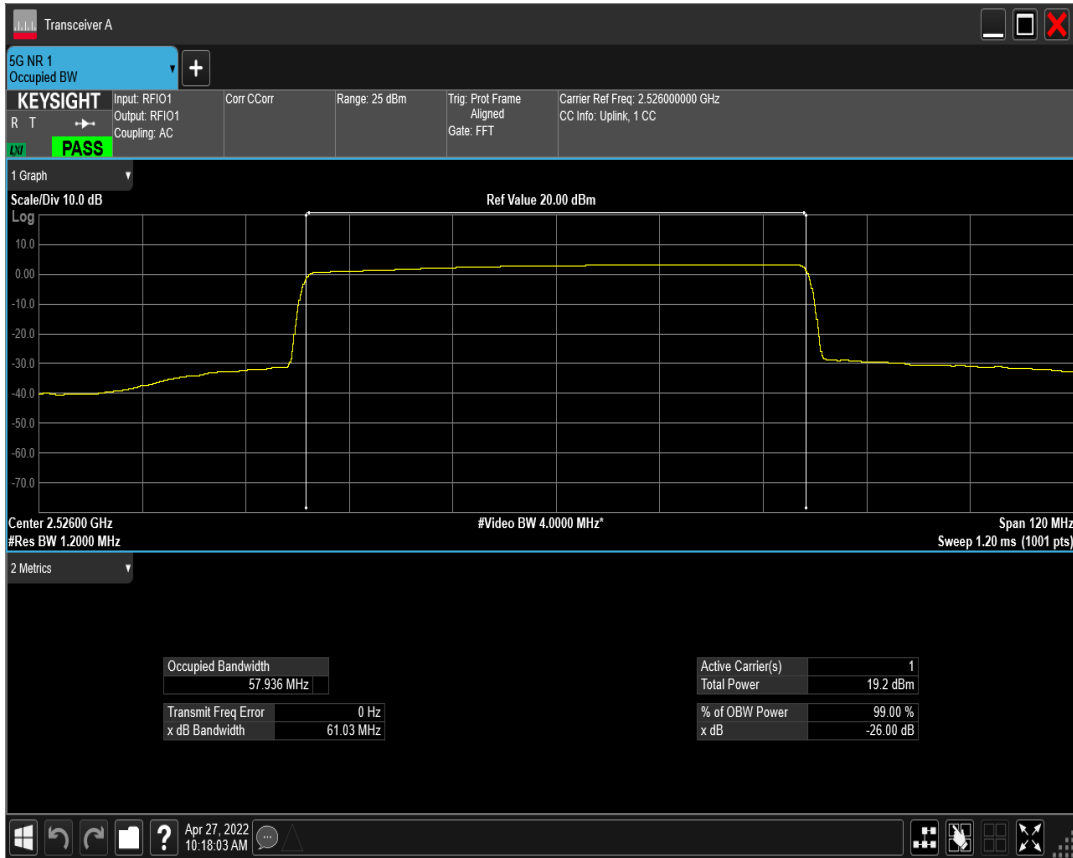 Transceiver A
5G NR 1
Occupied BW
KEYSIGHT
R T
LXI
PASS
Input: RFIO1
Output: RFIO1
Coupling: AC
Corr CCorr
Range: 25 dBm
Trig: Prot Frame
Aligned
Gate: FFT
Carrier Ref Freq: 2.526000000 GHz
CC Info: Uplink, 1 CC
1 Graph
Scale/Div 10.0 dB
Ref Value 20.00 dBm
Log
10.0
0.00
-10.0
-20.0
-30.0
-40.0
-50.0
-60.0
-70.0
Center 2.52600 GHz
#Video BW 4.0000 MHz*
Span 120 MHz
#Res BW 1.2000 MHz
Sweep 1.20 ms (1001 pts)
2 Metrics
Occupied Bandwidth
57.936 MHz
Transmit Freq Error 0 Hz
x dB Bandwidth 61.03 MHz
Active Carrier(s) 1
Total Power 19.2 dBm
% of OBW Power 99.00 %
x dB -26.00 dB
?
Apr 27, 2022
10:18:03 AM